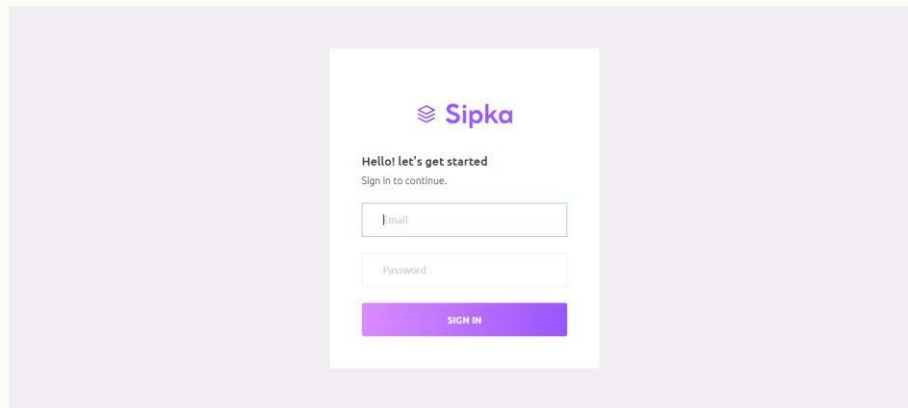 Sipka
Hello! let's get started
Sign in to continue.
Email
Password
SIGN IN